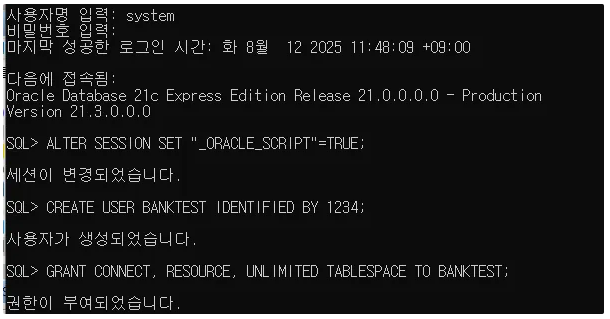 사용자명 입력: system
비밀번호 입력:
마지막 성공한 로그인 시간: 화 8월  12 2025 11:48:09 +09:00
다음에 접속됨:
Oracle Database 21c Express Edition Release 21.0.0.0.0 - Production
Version 21.3.0.0.0
SQL> ALTER SESSION SET "_ORACLE_SCRIPT"=TRUE;
세션이 변경되었습니다.
SQL> CREATE USER BANKTEST IDENTIFIED BY 1234;
사용자가 생성되었습니다.
SQL> GRANT CONNECT, RESOURCE, UNLIMITED TABLESPACE TO BANKTEST;
권한이 부여되었습니다.